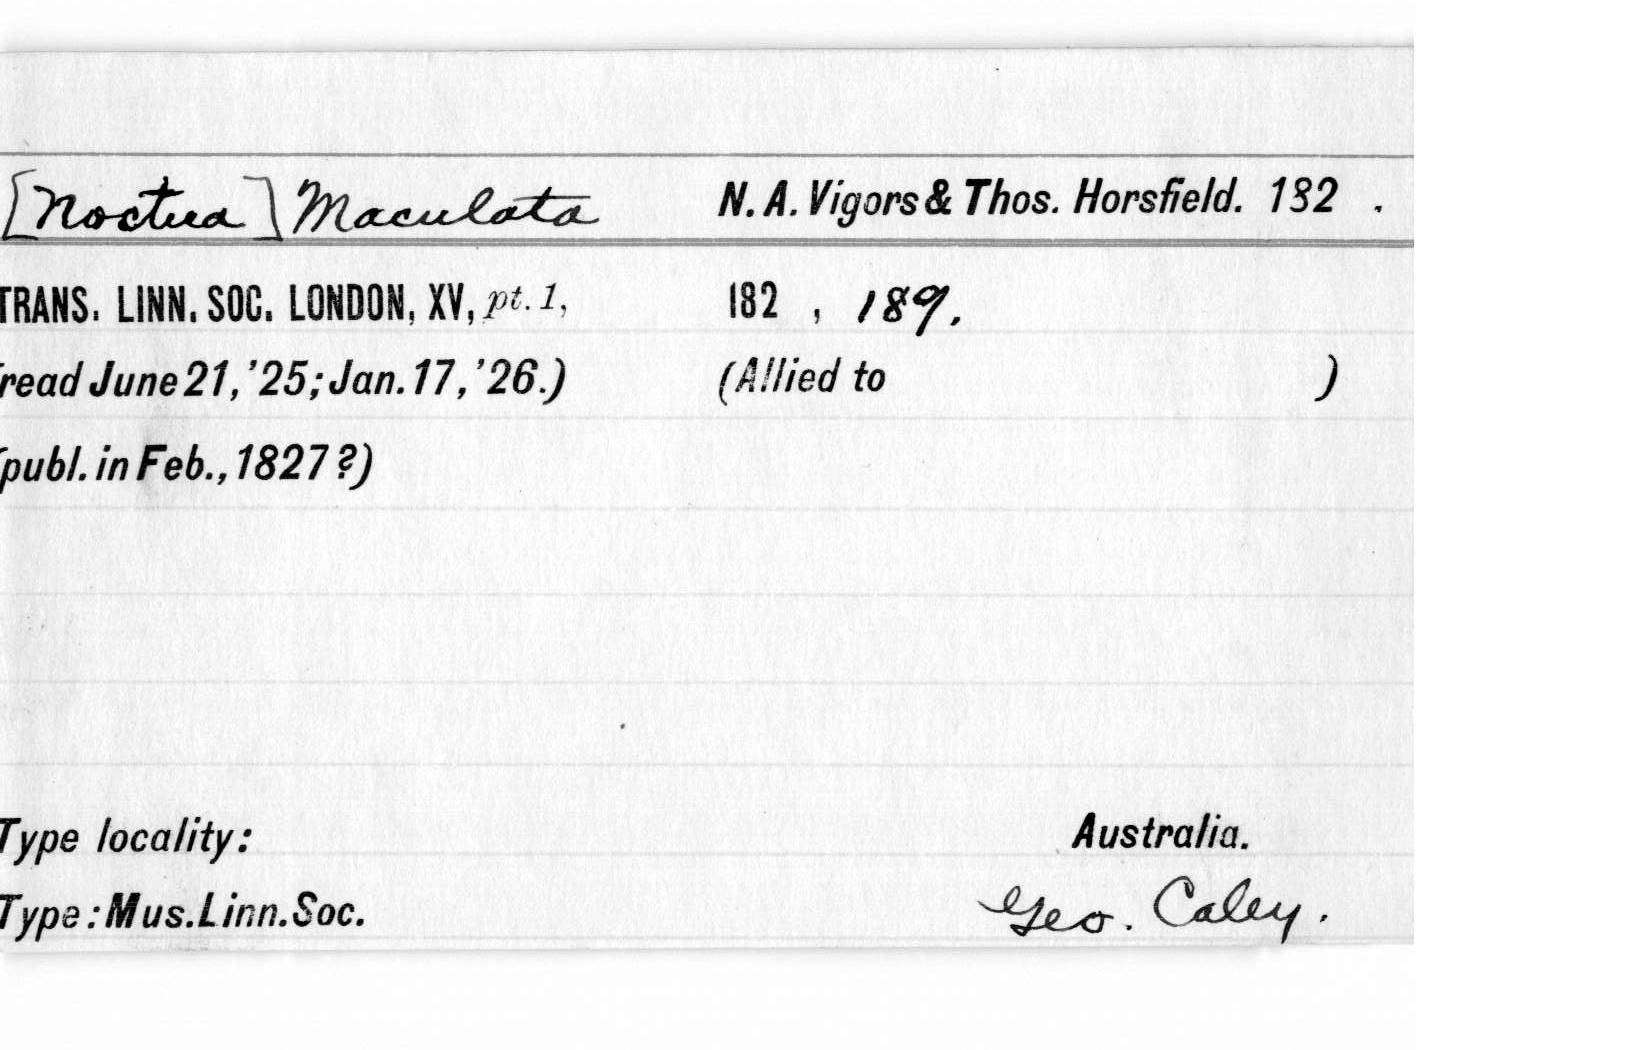 [Noctua] Maculata N. A. Vigors & Thos. Horsfield. 182 .
TRANS. LINN. SOC. LONDON, XV, pt. 1, 182 , 189.
(read June 21, '25; Jan. 17, '26.) (Allied to )
(publ. in Feb., 1827 ?)
Type locality: Australia.
Type: Mus. Linn. Soc. Geo. Caley.